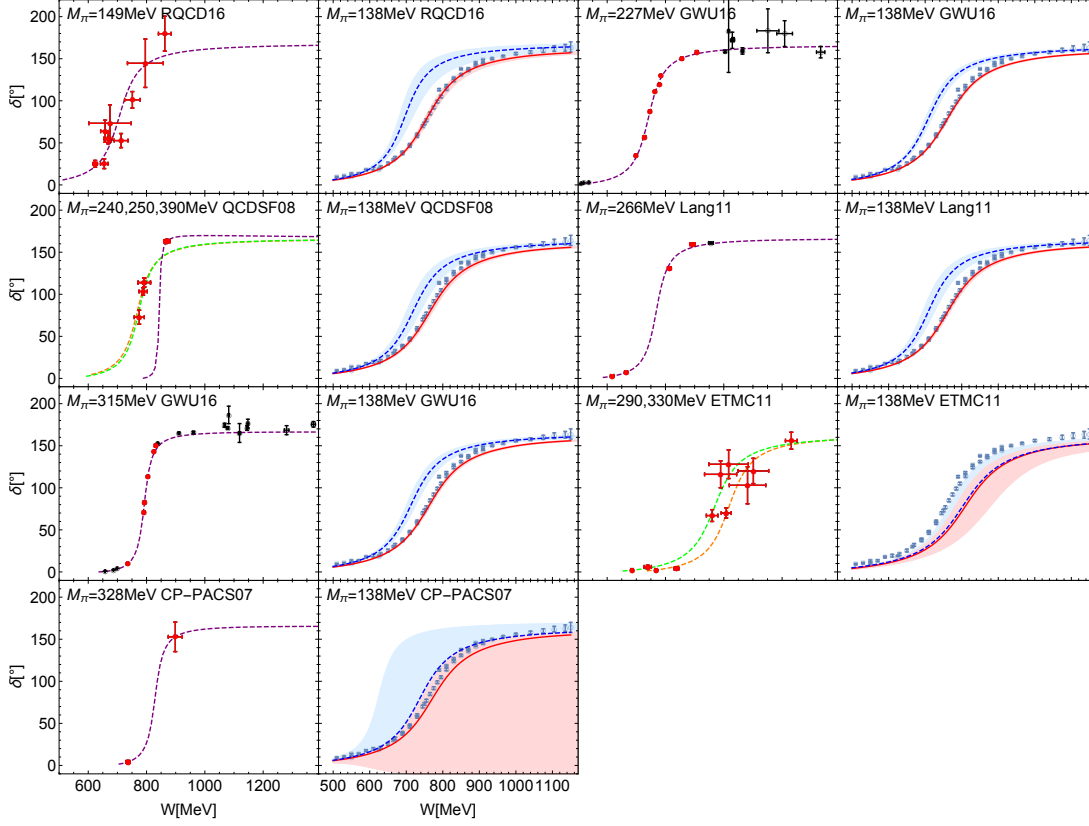 M_π=149MeV RQCD16
M_π=138MeV RQCD16
M_π=227MeV GWU16
M_π=138MeV GWU16
200
150
100
50
0
δ[°]
M_π=240,250,390MeV QCDSF08
M_π=138MeV QCDSF08
M_π=266MeV Lang11
M_π=138MeV Lang11
200
150
100
50
0
δ[°]
M_π=315MeV GWU16
M_π=138MeV GWU16
M_π=290,330MeV ETMC11
M_π=138MeV ETMC11
200
150
100
50
0
δ[°]
M_π=328MeV CP-PACS07
M_π=138MeV CP-PACS07
200
150
100
50
0
δ[°]
600 800 1000 1200
500 600 700 800 900 1000 1100
W[MeV]
W[MeV]